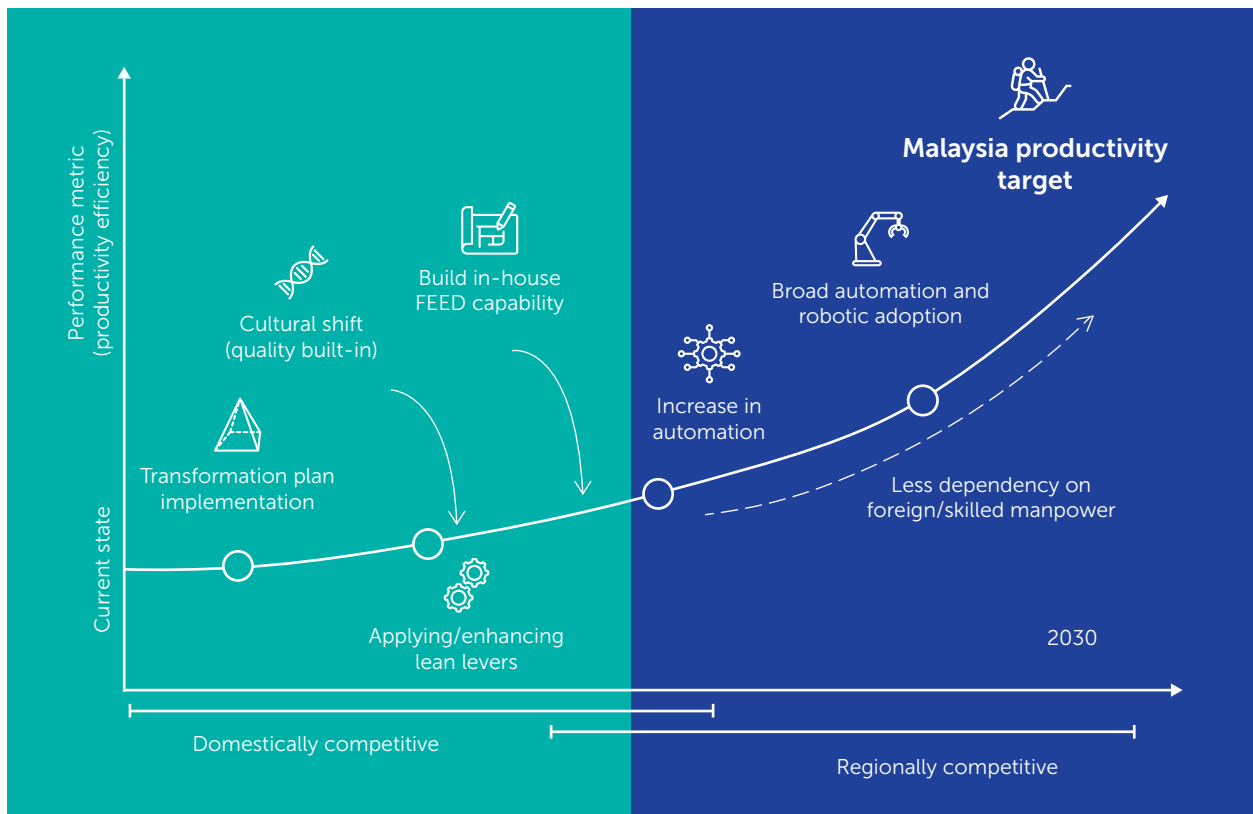 Malaysia productivity
target
Performance metric
(productivity efficiency)
Build in-house
FEED capability
Broad automation and
robotic adoption
Cultural shift
(quality built-in)
Increase in
automation
Transformation plan
implementation
Less dependency on
foreign/skilled manpower
Current state
Applying/enhancing
lean levers
2030
Domestically competitive
Regionally competitive